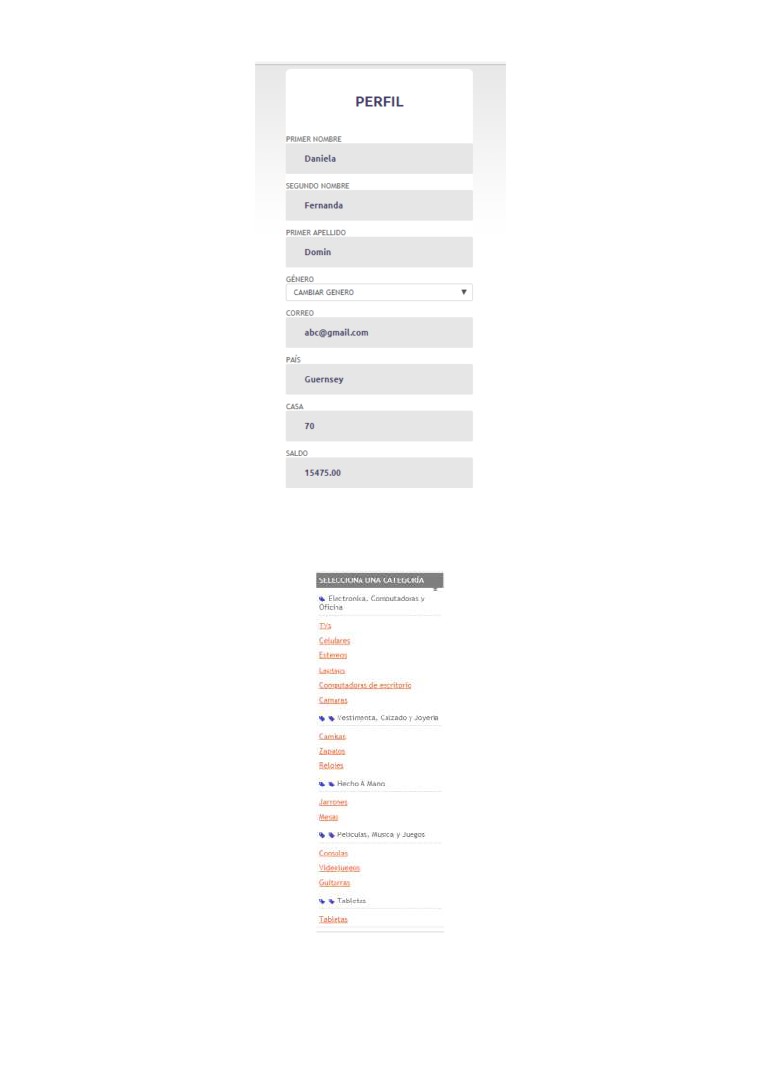 PERFIL
PRIMER NOMBRE
Daniela
SEGUNDO NOMBRE
Fernanda
PRIMER APELLIDO
Domin
GÉNERO
CAMBIAR GENERO
CORREO
abc@gmail.com
PAÍS
Guernsey
CASA
70
SALDO
15475.00
SELECCIONA UNA CATEGORÍA
Electronica, Computadoras y
Oficina
TVs
Celulares
Estereos
Laptops
Computadoras de escritorio
Camaras
Vestimenta, Calzado y Joyeria
Camisas
Zapatos
Relojes
Hecho A Mano
Jarrones
Mesas
Peliculas, Musica y Juegos
Consolas
Videojuegos
Guitarras
Tabletas
Tabletas